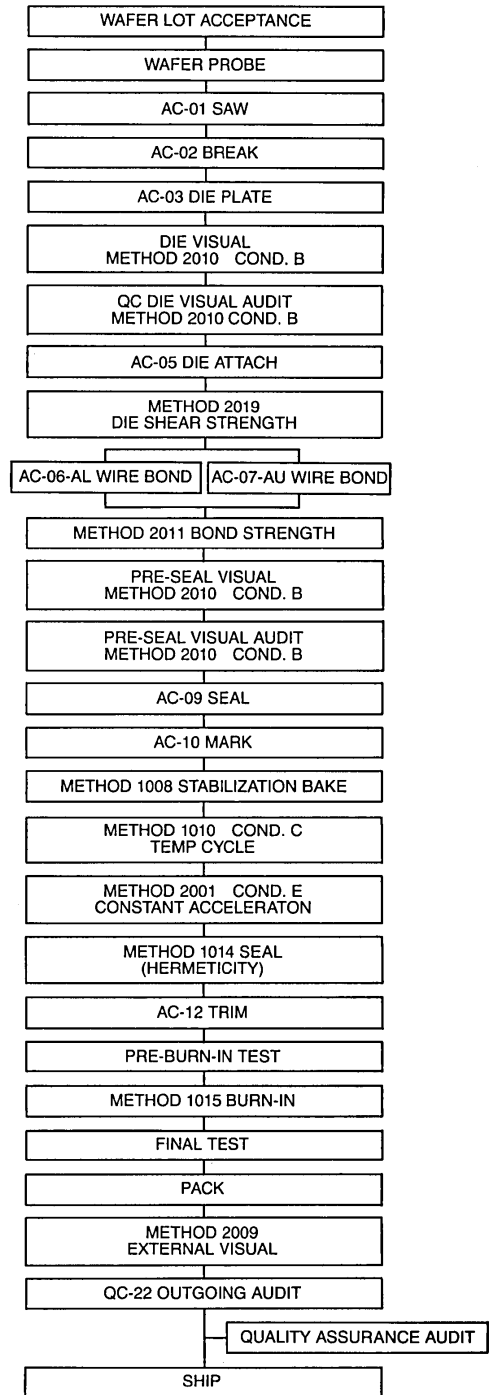 WAFER LOT ACCEPTANCE
WAFER PROBE
AC-01 SAW
AC-02 BREAK
AC-03 DIE PLATE
DIE VISUAL
METHOD 2010 COND. B
QC DIE VISUAL AUDIT
METHOD 2010 COND. B
AC-05 DIE ATTACH
METHOD 2019
DIE SHEAR STRENGTH
AC-06-AL WIRE BOND
AC-07-AU WIRE BOND
METHOD 2011 BOND STRENGTH
PRE-SEAL VISUAL
METHOD 2010 COND. B
PRE-SEAL VISUAL AUDIT
METHOD 2010 COND. B
AC-09 SEAL
AC-10 MARK
METHOD 1008 STABILIZATION BAKE
METHOD 1010 COND. C
TEMP CYCLE
METHOD 2001 COND. E
CONSTANT ACCELERATON
METHOD 1014 SEAL
(HERMETICITY)
AC-12 TRIM
PRE-BURN-IN TEST
METHOD 1015 BURN-IN
FINAL TEST
PACK
METHOD 2009
EXTERNAL VISUAL
QC-22 OUTGOING AUDIT
QUALITY ASSURANCE AUDIT
SHIP